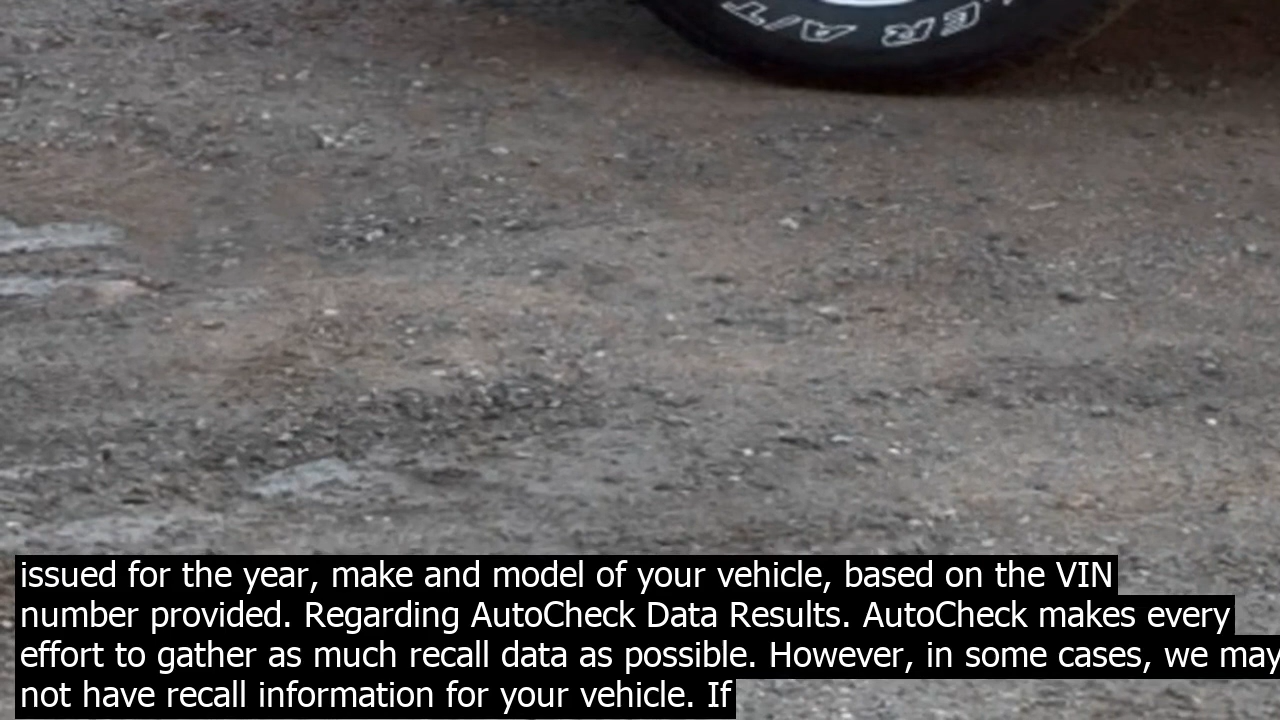 issued for the year, make and model of your vehicle, based on the VIN
number provided. Regarding AutoCheck Data Results. AutoCheck makes every
effort to gather as much recall data as possible. However, in some cases, we may
not have recall information for your vehicle. If